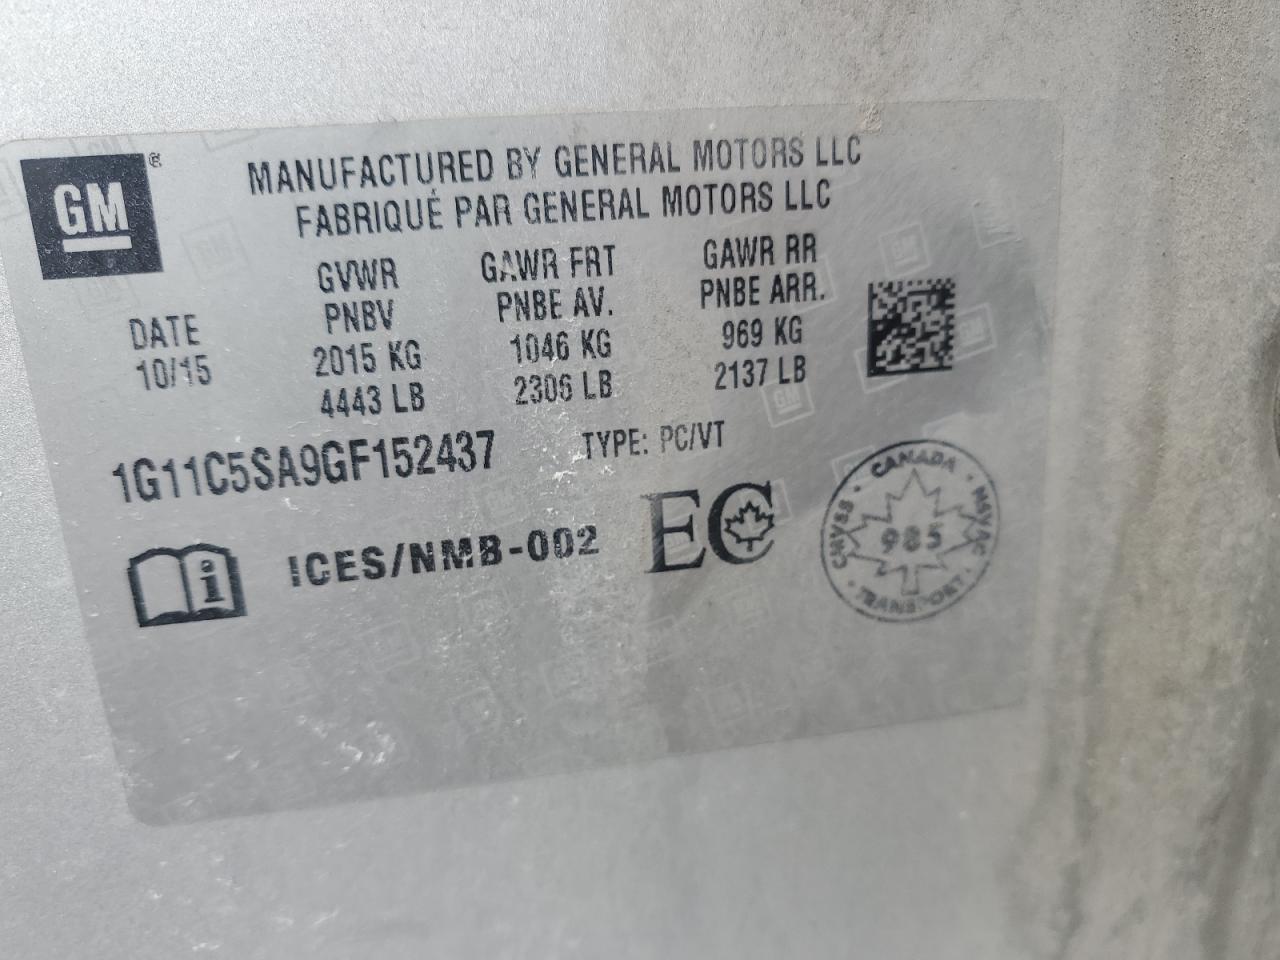 GM ®
MANUFACTURED BY GENERAL MOTORS LLC
FABRIQUÉ PAR GENERAL MOTORS LLC
DATE
10/15
GVWR
PNBV
2015 KG
4443 LB
GAWR FRT
PNBE AV.
1046 KG
2306 LB
GAWR RR
PNBE ARR.
969 KG
2137 LB
1G11C5SA9GF152437
TYPE: PC/VT
i
ICES/NMB-002
EC
CANADA
CMVSS · NSVAC
985
· TRANSPORT ·